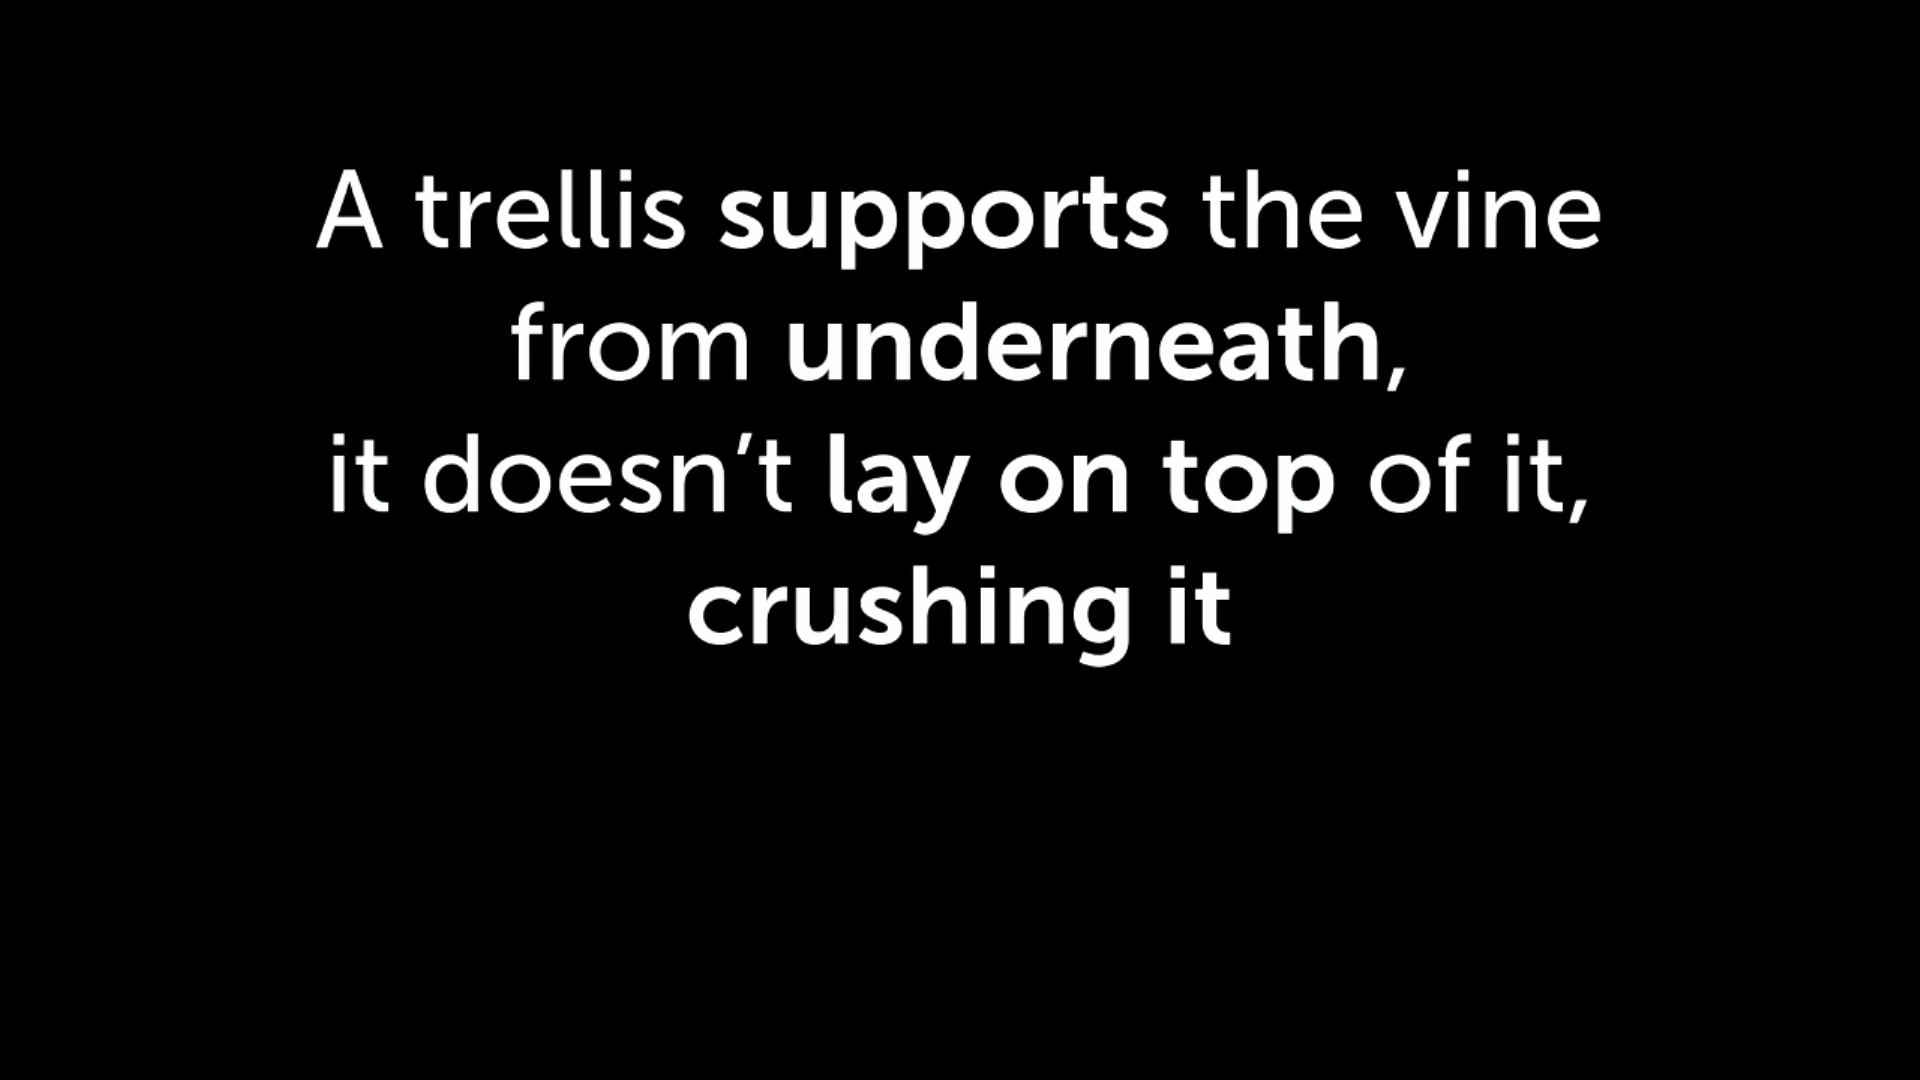 A trellis supports the vine
from underneath,
it doesn’t lay on top of it,
crushing it